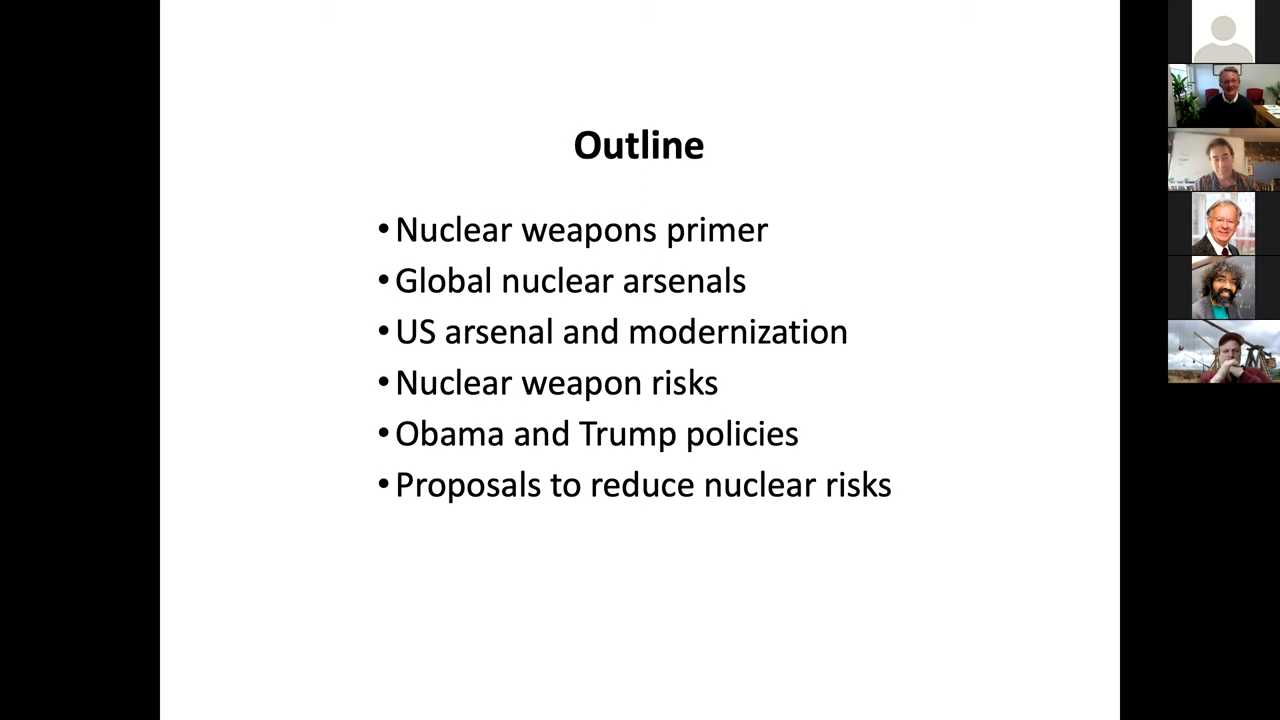 Outline
• Nuclear weapons primer
• Global nuclear arsenals
• US arsenal and modernization
• Nuclear weapon risks
• Obama and Trump policies
• Proposals to reduce nuclear risks